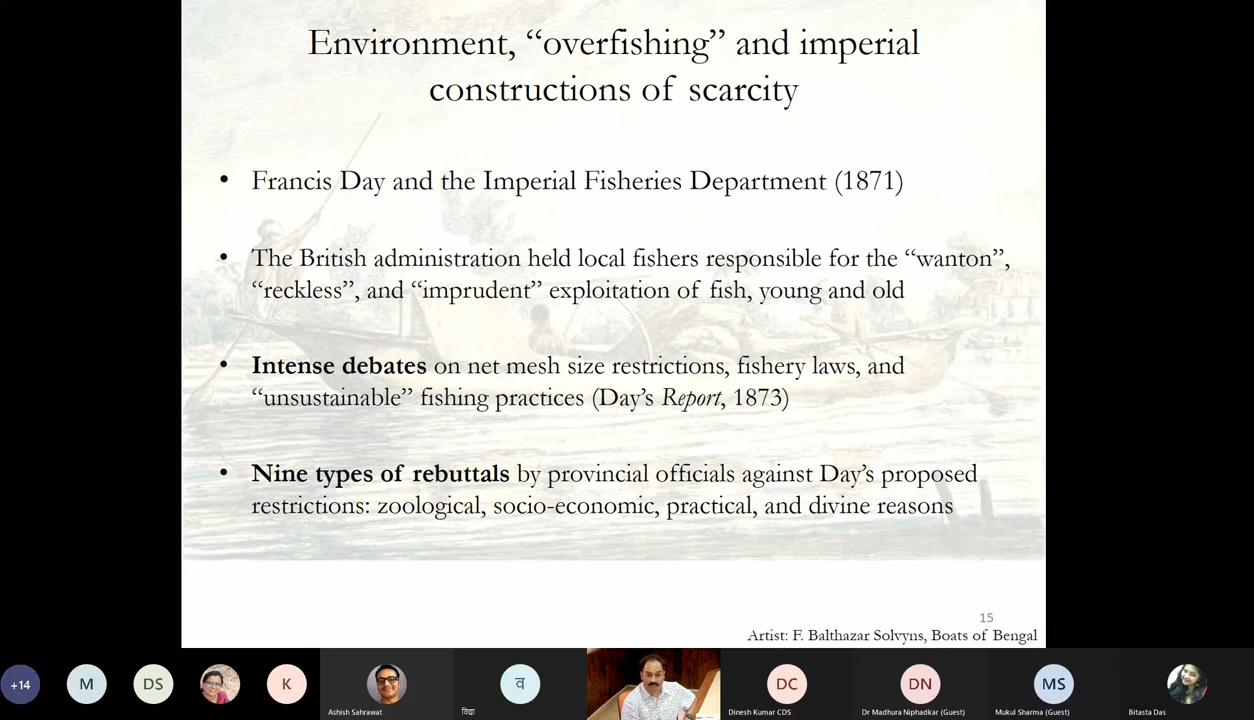 Environment, “overfishing” and imperial
constructions of scarcity
• Francis Day and the Imperial Fisheries Department (1871)
• The British administration held local fishers responsible for the “wanton”,
“reckless”, and “imprudent” exploitation of fish, young and old
• Intense debates on net mesh size restrictions, fishery laws, and
“unsustainable” fishing practices (Day’s Report, 1873)
• Nine types of rebuttals by provincial officials against Day’s proposed
restrictions: zoological, socio-economic, practical, and divine reasons
15
Artist: F. Balthazar Solvyns, Boats of Bengal
+14 M DS K व DC DN MS
Ashish Sahrawat विद्या Dinesh Kumar CDS Dr Madhura Niphadkar (Guest) Mukul Sharma (Guest) Bitasta Das